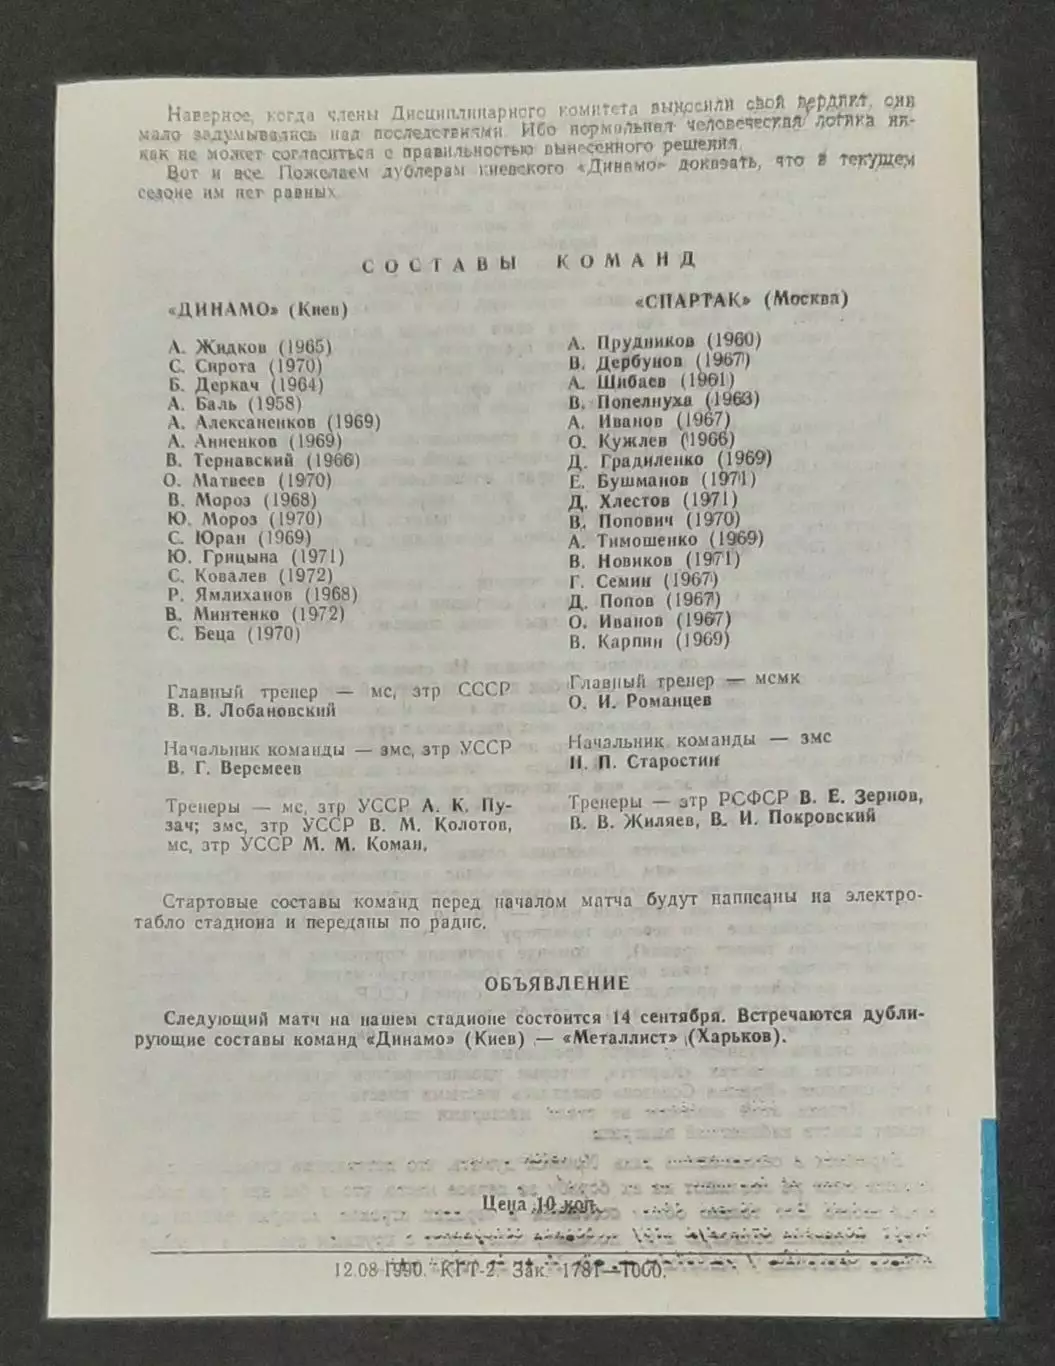 Наверное, когда члены Дисциплинарного комитета выносили свой вердикт, они
мало задумывались над последствиями. Ибо нормальная человеческая логика ни-
как не может согласиться с правильностью вынесенного решения.
Вот и все. Пожелаем дублерам киевского «Динамо» доказать, что в текущем
сезоне им нет равных.
СОСТАВЫ КОМАНД
«ДИНАМО» (Киев)
А. Жидков (1965)
С. Сирота (1970)
Б. Деркач (1964)
А. Баль (1958)
А. Алексаненков (1969)
А. Анненков (1969)
В. Тернавский (1966)
О. Матвеев (1970)
В. Мороз (1968)
Ю. Мороз (1970)
С. Юран (1969)
Ю. Грицына (1971)
С. Ковалев (1972)
Р. Ямлиханов (1968)
В. Минтенко (1972)
С. Беца (1970)
Главный тренер — мс, зтр СССР
В. В. Лобановский
Начальник команды — змс, зтр УССР
В. Г. Веремеев
Тренеры — мс, зтр УССР А. К. Пу-
зач; змс, зтр УССР В. М. Колотов,
мс, зтр УССР М. М. Коман.
«СПАРТАК» (Москва)
А. Прудников (1960)
В. Дербунов (1967)
А. Шибаев (1961)
В. Попелнуха (1963)
А. Иванов (1967)
О. Кужлев (1966)
Д. Градиленко (1969)
Е. Бушманов (1971)
Д. Хлестов (1971)
В. Попович (1970)
А. Тимошенко (1969)
В. Новиков (1971)
Г. Семин (1967)
Д. Попов (1967)
О. Иванов (1967)
В. Карпин (1969)
Главный тренер — мсмк
О. И. Романцев
Начальник команды — змс
Н. П. Старостин
Тренеры — зтр РСФСР В. Е. Зернов,
В. В. Жиляев, В. И. Покровский
Стартовые составы команд перед началом матча будут написаны на электро-
табло стадиона и переданы по радио.
ОБЪЯВЛЕНИЕ
Следующий матч на нашем стадионе состоится 14 сентября. Встречаются дубли-
рующие составы команд «Динамо» (Киев) — «Металлист» (Харьков).
Цена 10 коп.
12.08 1990. КГТ-2. Зак. 1781—1000.